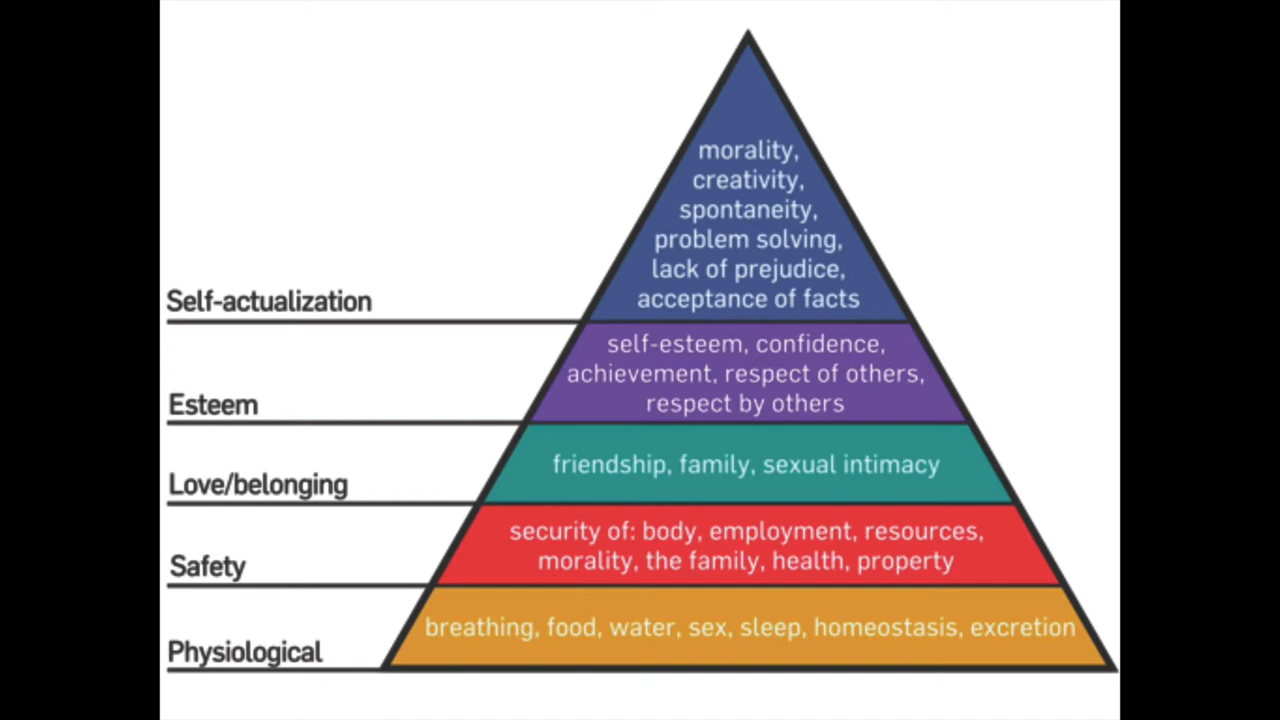 morality,
creativity,
spontaneity,
problem solving,
lack of prejudice,
acceptance of facts
Self-actualization
self-esteem, confidence,
achievement, respect of others,
respect by others
Esteem
friendship, family, sexual intimacy
Love/belonging
security of: body, employment, resources,
morality, the family, health, property
Safety
breathing, food, water, sex, sleep, homeostasis, excretion
Physiological